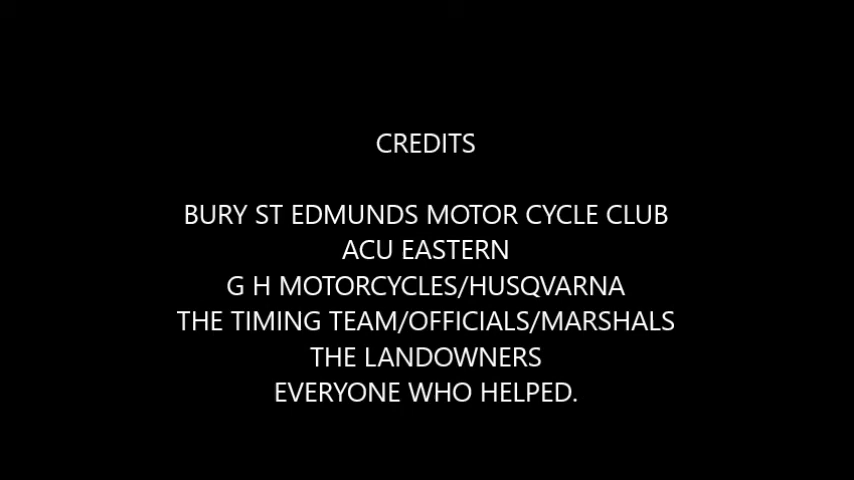 CREDITS
BURY ST EDMUNDS MOTOR CYCLE CLUB
ACU EASTERN
G H MOTORCYCLES/HUSQVARNA
THE TIMING TEAM/OFFICIALS/MARSHALS
THE LANDOWNERS
EVERYONE WHO HELPED.